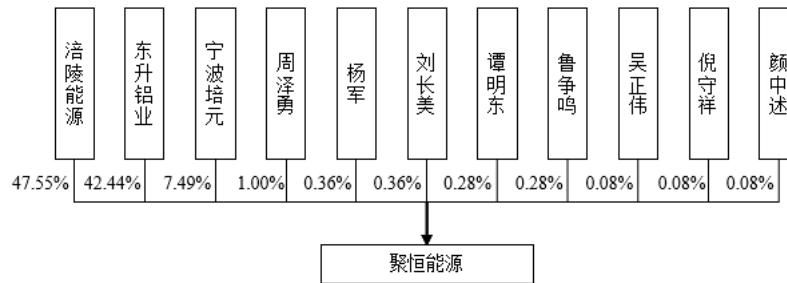 涪陵能源
东升铝业
宁波培元
周泽勇
杨军
刘长美
谭明东
鲁争鸣
吴正伟
倪守祥
颜中述
47.55%
42.44%
7.49%
1.00%
0.36%
0.36%
0.28%
0.28%
0.08%
0.08%
0.08%
聚恒能源